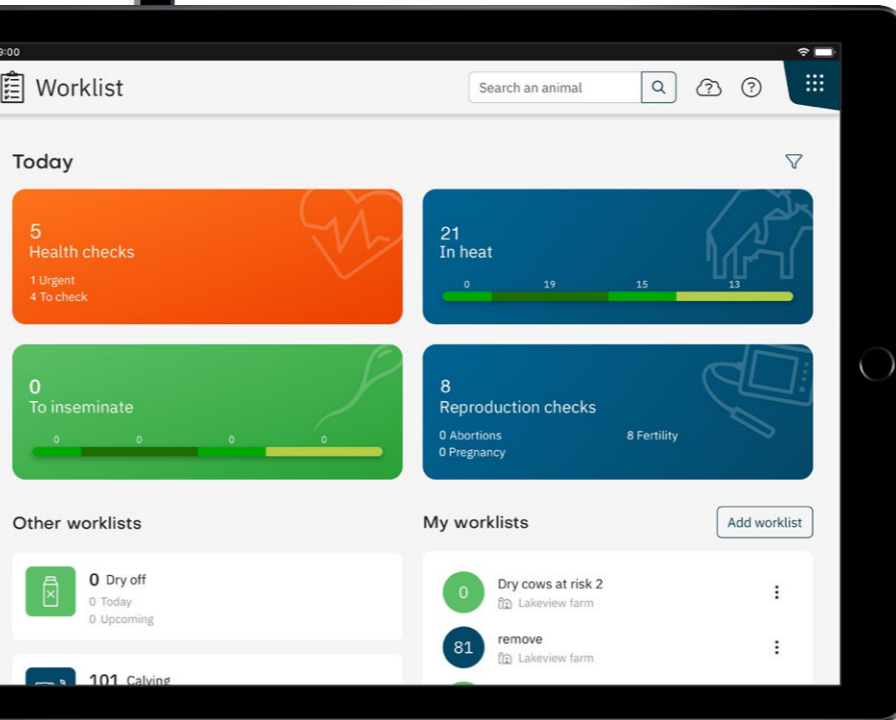 9:00
Worklist
Search an animal
Today
5
Health checks
1 Urgent
4 To check
21
In heat
0 19 15 13
0
To inseminate
0 0 0 0
8
Reproduction checks
0 Abortions 8 Fertility
0 Pregnancy
Other worklists
0 Dry off
0 Today
0 Upcoming
101 Calving
My worklists
Add worklist
0
Dry cows at risk 2
Lakeview farm
81
remove
Lakeview farm